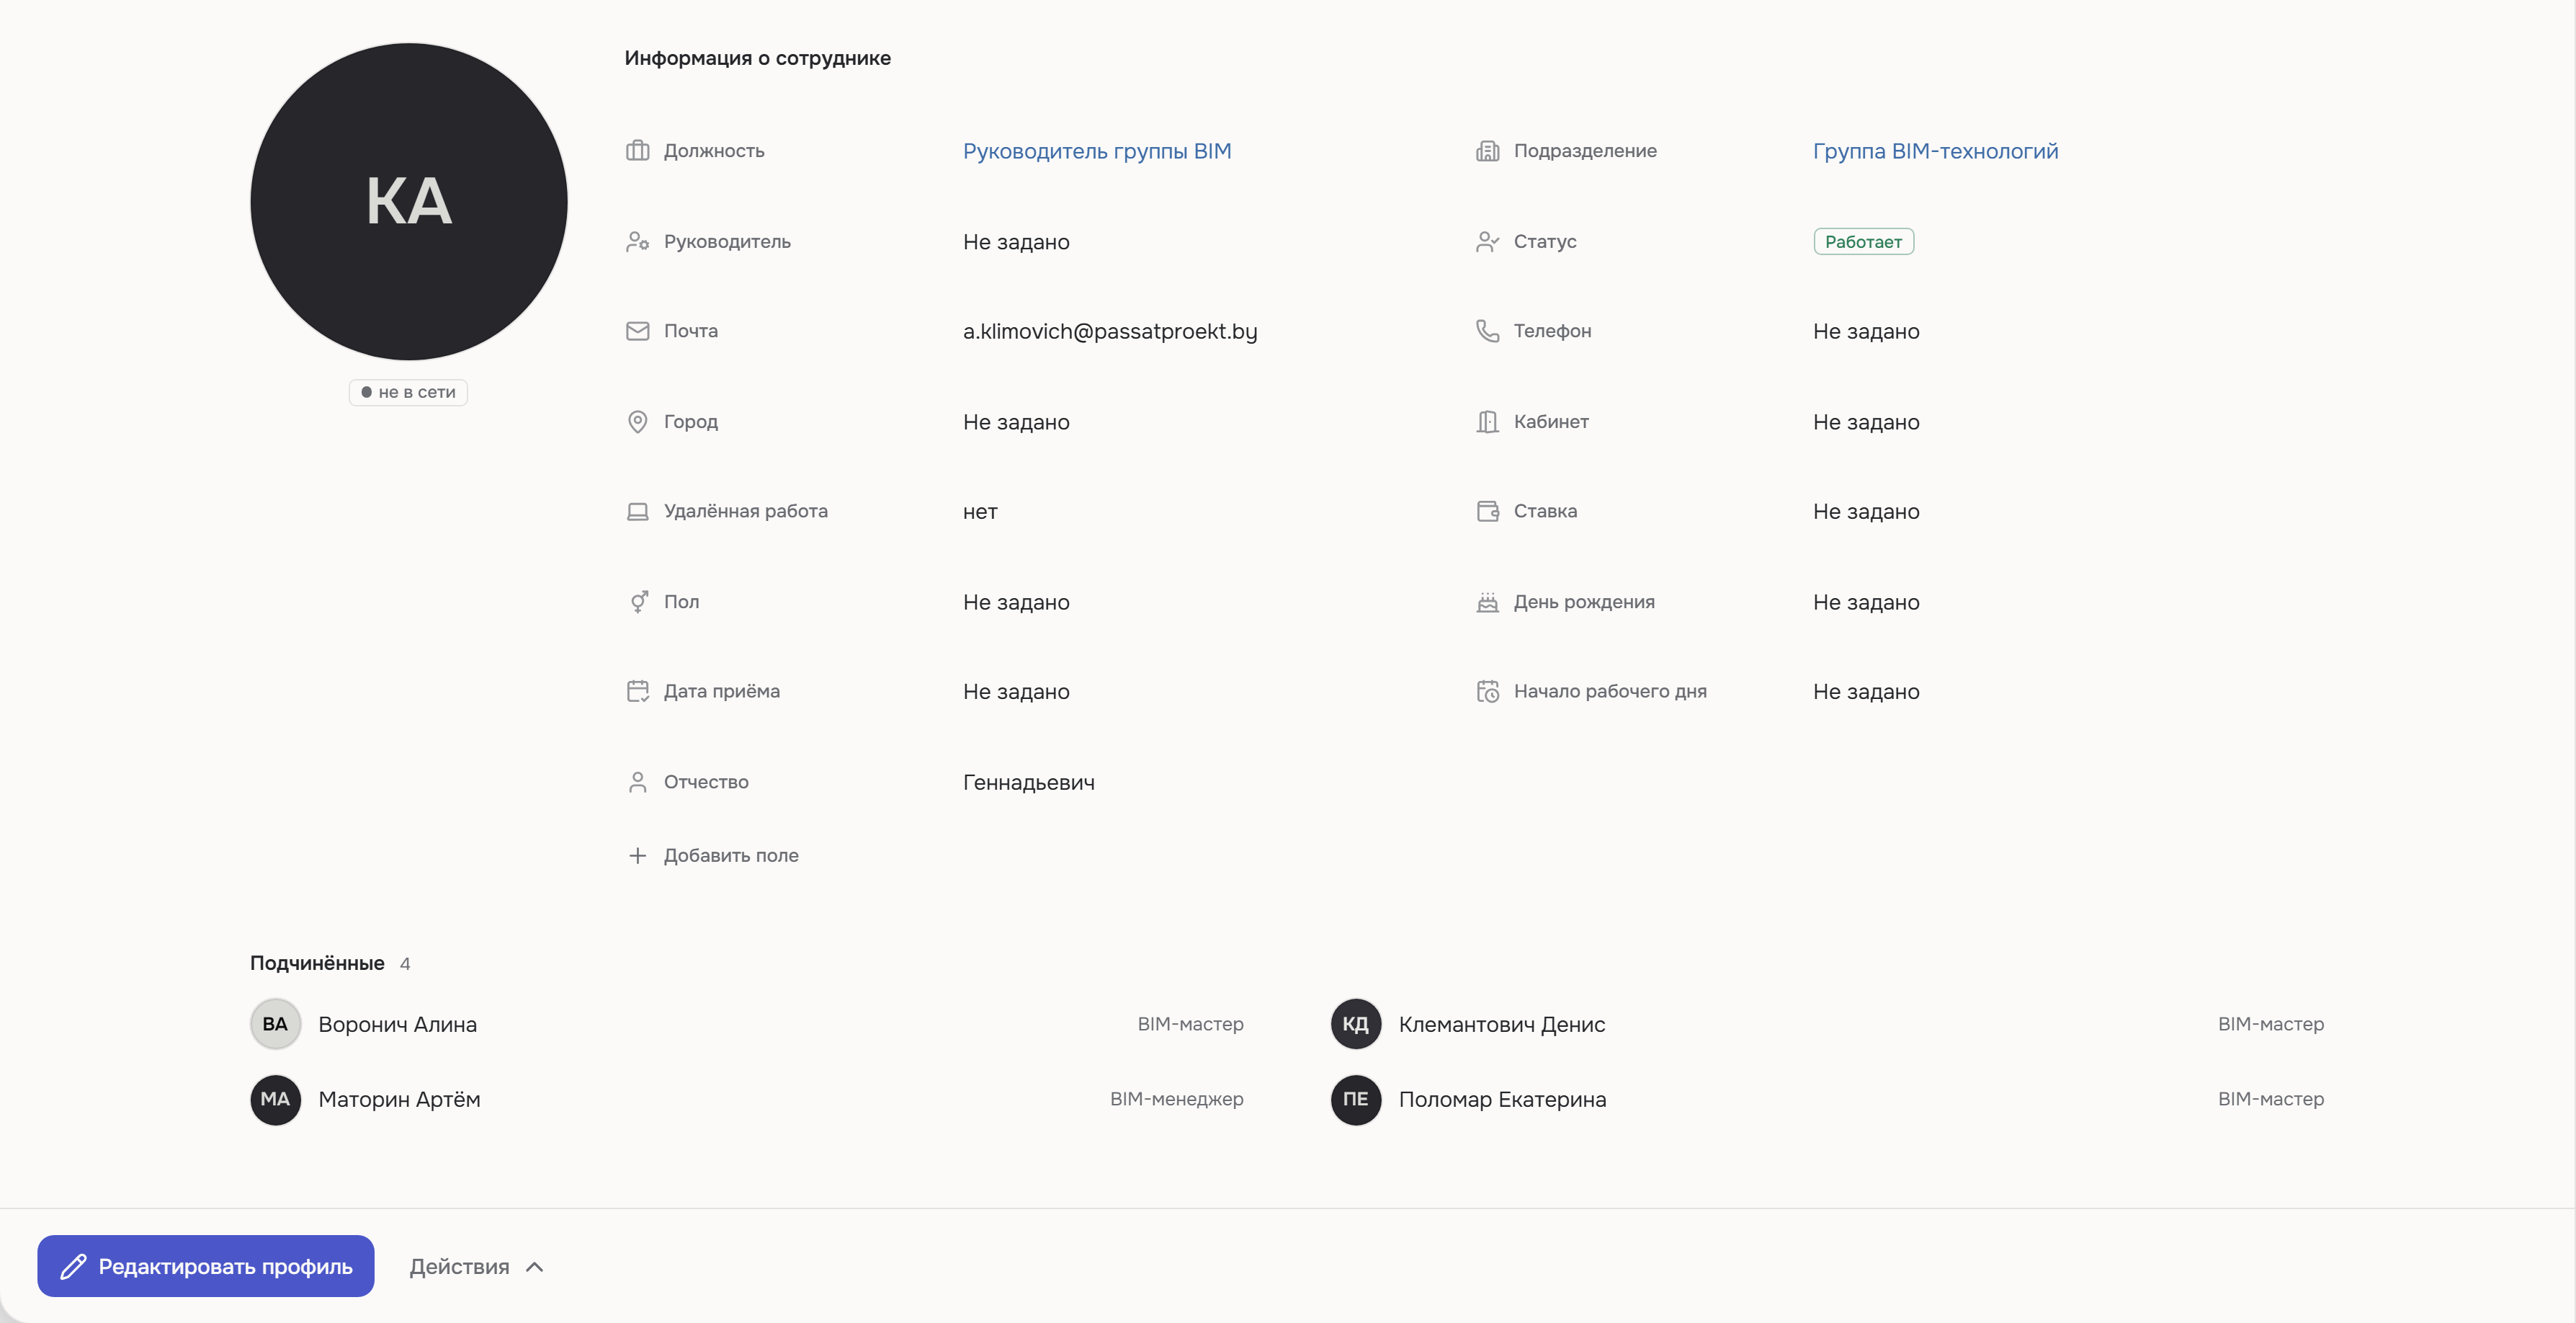 Информация о сотруднике
КА
не в сети
Должность Руководитель группы BIM Подразделение Группа BIM-технологий
Руководитель Не задано Статус Работает
Почта a.klimovich@passatproekt.by Телефон Не задано
Город Не задано Кабинет Не задано
Удалённая работа нет Ставка Не задано
Пол Не задано День рождения Не задано
Дата приёма Не задано Начало рабочего дня Не задано
Отчество Геннадьевич
Добавить поле
Подчинённые 4
ВА Воронич Алина BIM-мастер КД Клемантович Денис BIM-мастер
МА Маторин Артём BIM-менеджер ПЕ Поломар Екатерина BIM-мастер
Редактировать профиль Действия